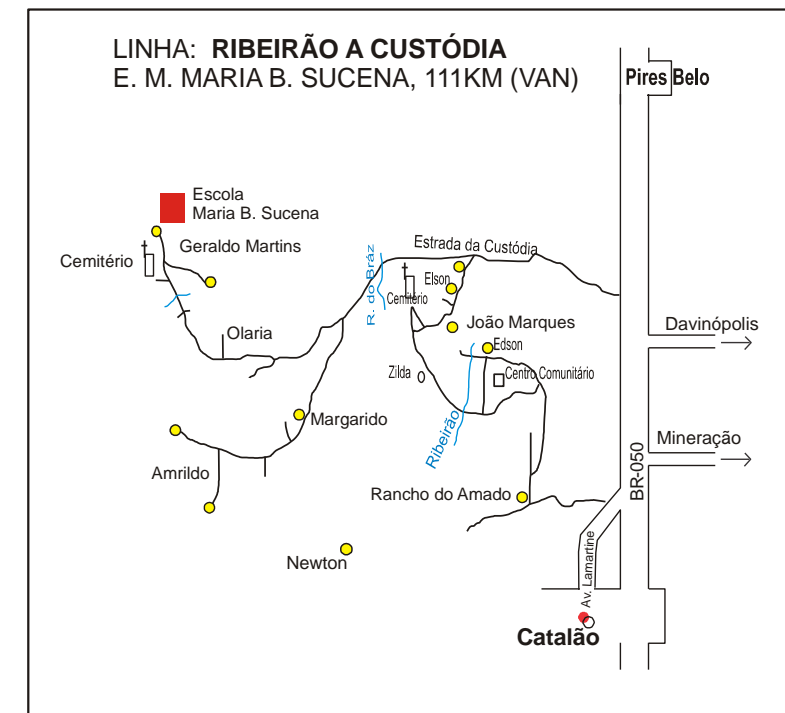 LINHA: RIBEIRÃO A CUSTÓDIA
E. M. MARIA B. SUCENA, 111KM (VAN)
Pires Belo
Escola
Maria B. Sucena
Geraldo Martins
Cemitério
Estrada da Custódia
R. do Bráz
Elson
Cemitério
João Marques
Davinópolis
Olaria
Edson
Zilda
Centro Comunitário
Ribeirão
Margarido
Mineração
BR-050
Amrildo
Rancho do Amado
Newton
Av. Lamartine
Catalão